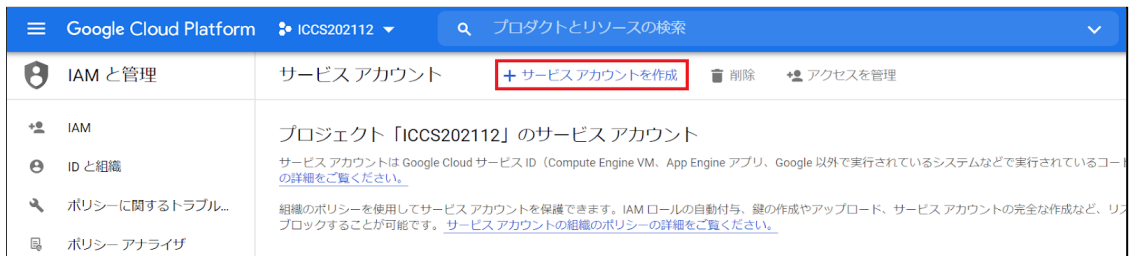 Google Cloud Platform ICCS202112 プロダクトとリソースの検索
IAM と管理
サービス アカウント サービス アカウントを作成 削除 アクセスを管理
IAM
ID と組織
ポリシーに関するトラブル...
ポリシー アナライザ
プロジェクト「ICCS202112」のサービス アカウント
サービス アカウントは Google Cloud サービス ID（Compute Engine VM、App Engine アプリ、Google 以外で実行されているシステムなどで実行されているコー
の詳細をご覧ください。
組織のポリシーを使用してサービス アカウントを保護できます。IAM ロールの自動付与、鍵の作成やアップロード、サービス アカウントの完全な作成など、リス
ブロックすることが可能です。サービス アカウントの組織のポリシーの詳細をご覧ください。